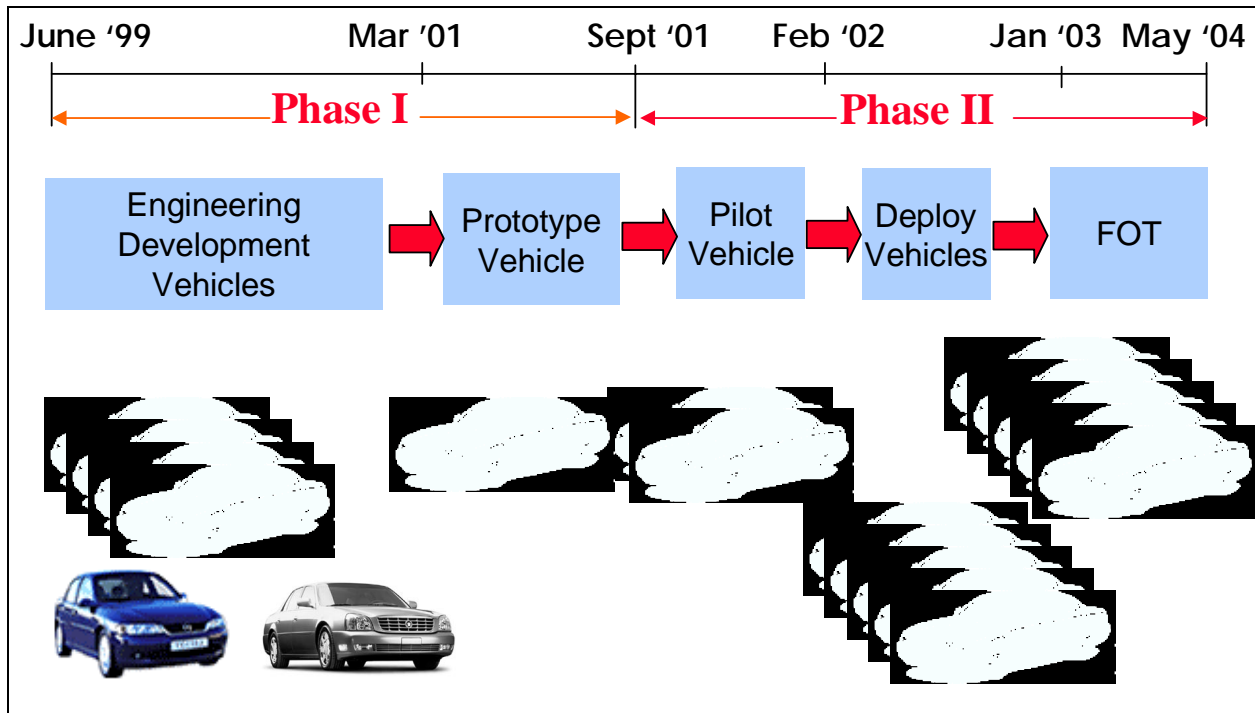 June ‘99 Mar ‘01 Sept ‘01 Feb ‘02 Jan ‘03 May ‘04
Phase I Phase II
Engineering
Development
Vehicles
Prototype
Vehicle
Pilot
Vehicle
Deploy
Vehicles
FOT